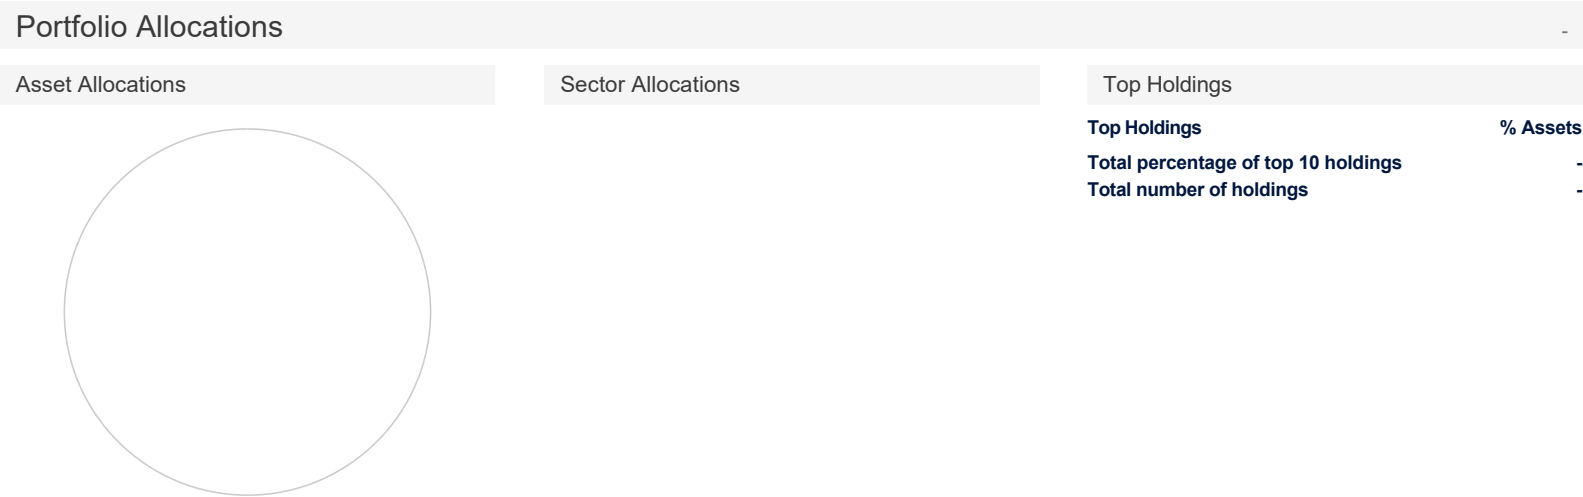 Portfolio Allocations -
Asset Allocations
Sector Allocations
Top Holdings
Top Holdings % Assets
Total percentage of top 10 holdings -
Total number of holdings -